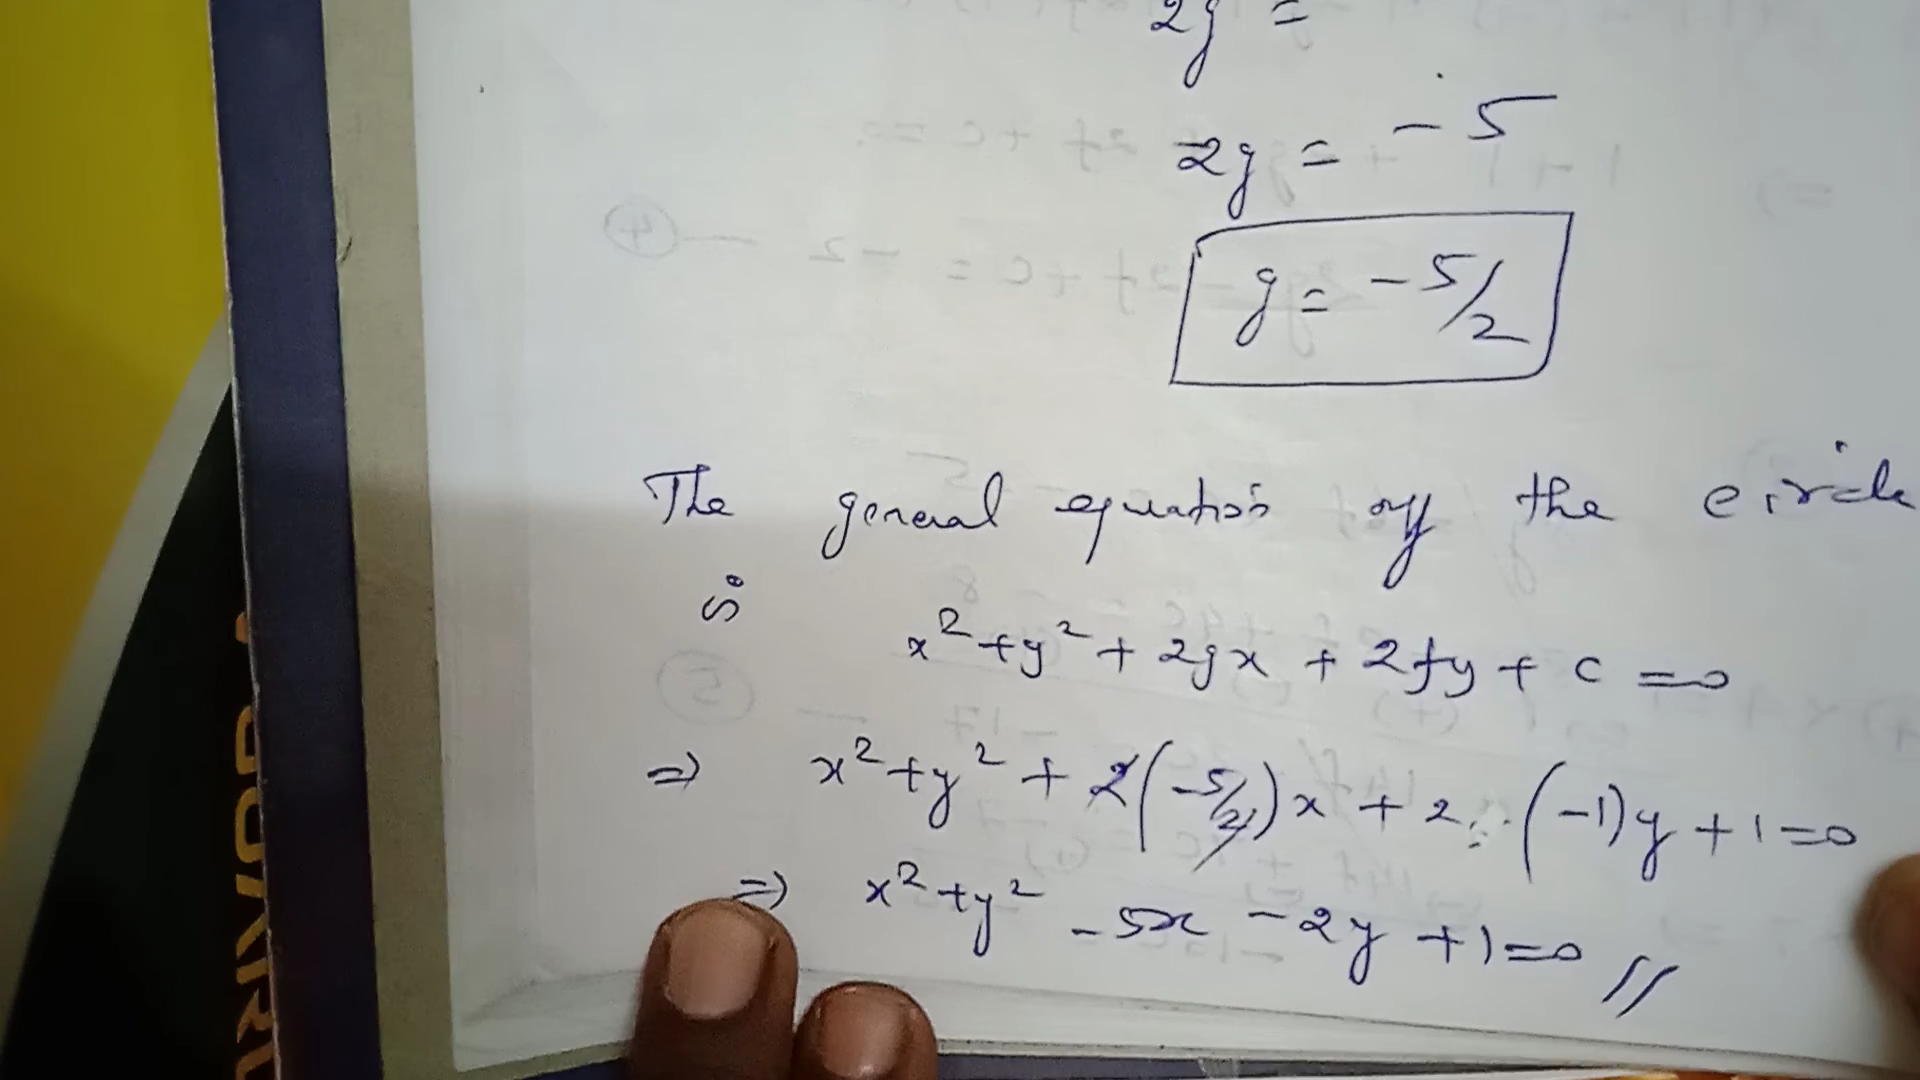 2g =
2g = -5
g = -5/2
The general equation of the circle
is
x² + y² + 2gx + 2fy + c = 0
⇒ x² + y² + 2(-5/2)x + 2 · (-1)y + 1 = 0
⇒ x² + y² - 5x - 2y + 1 = 0 //